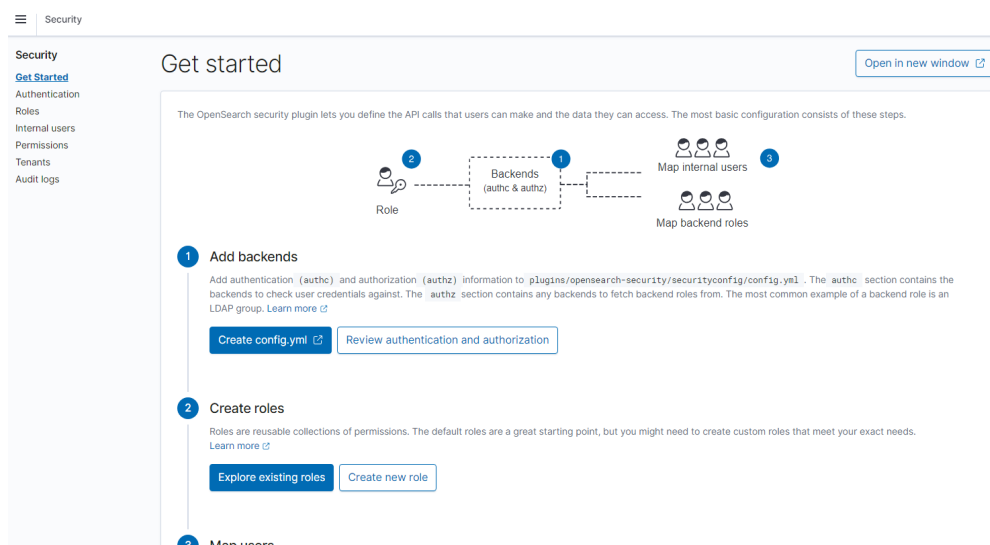 Security
Security
Get Started
Authentication
Roles
Internal users
Permissions
Tenants
Audit logs
Get started
Open in new window
The OpenSearch security plugin lets you define the API calls that users can make and the data they can access. The most basic configuration consists of these steps.
2
Role
Backends
(authc & authz)
1
Map internal users
3
Map backend roles
1
Add backends
Add authentication (authc) and authorization (authz) information to plugins/opensearch-security/securityconfig/config.yml . The authc section contains the
backends to check user credentials against. The authz section contains any backends to fetch backend roles from. The most common example of a backend role is an
LDAP group. Learn more
Create config.yml
Review authentication and authorization
2
Create roles
Roles are reusable collections of permissions. The default roles are a great starting point, but you might need to create custom roles that meet your exact needs.
Learn more
Explore existing roles
Create new role
3
Map users